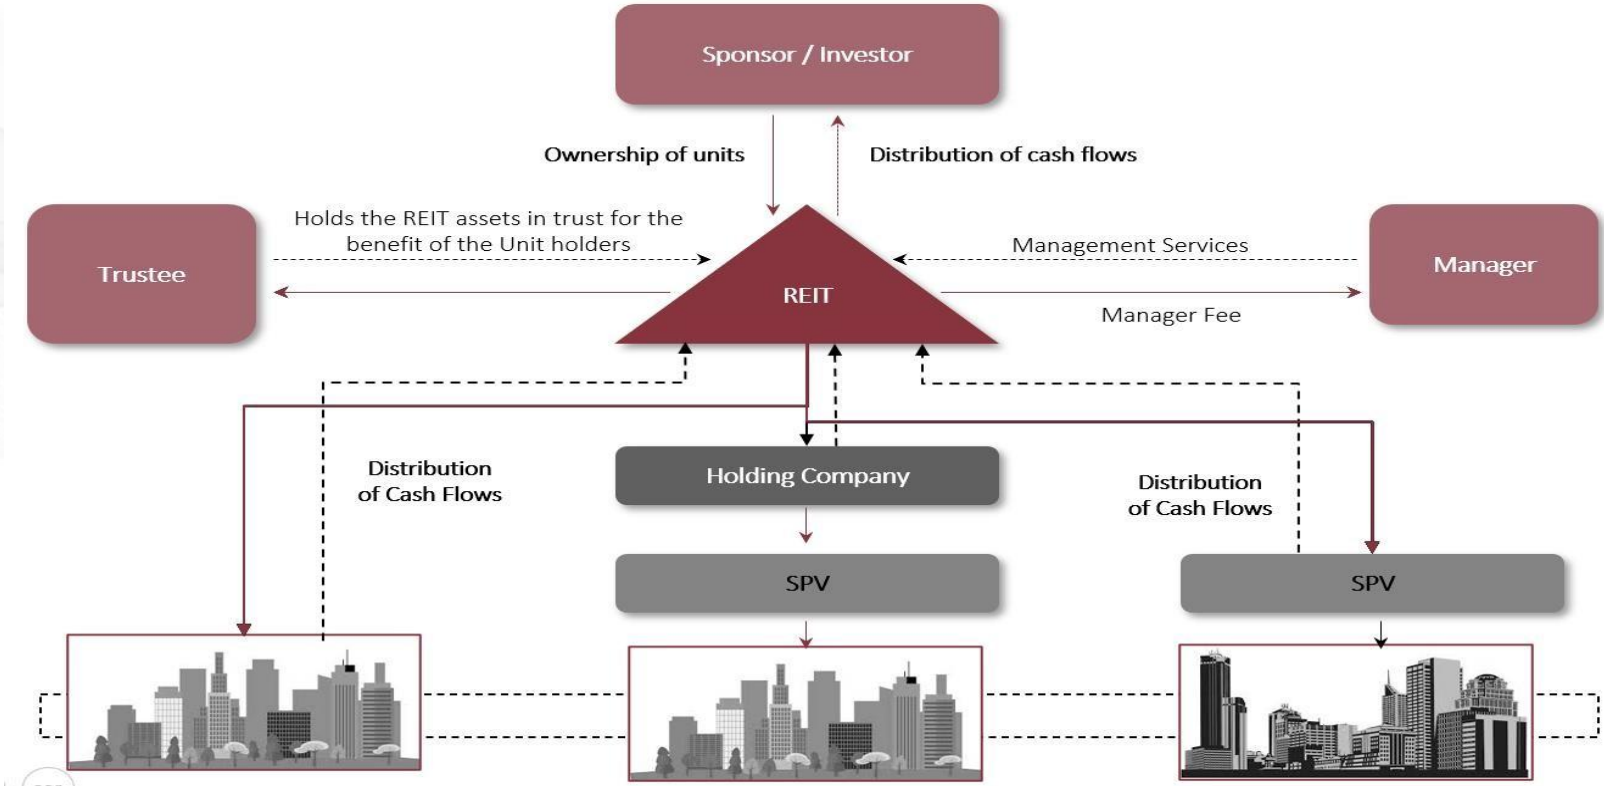 Sponsor / Investor
Ownership of units
Distribution of cash flows
Holds the REIT assets in trust for the
benefit of the Unit holders
Management Services
Trustee
REIT
Manager
Manager Fee
Distribution
of Cash Flows
Holding Company
Distribution
of Cash Flows
SPV
SPV